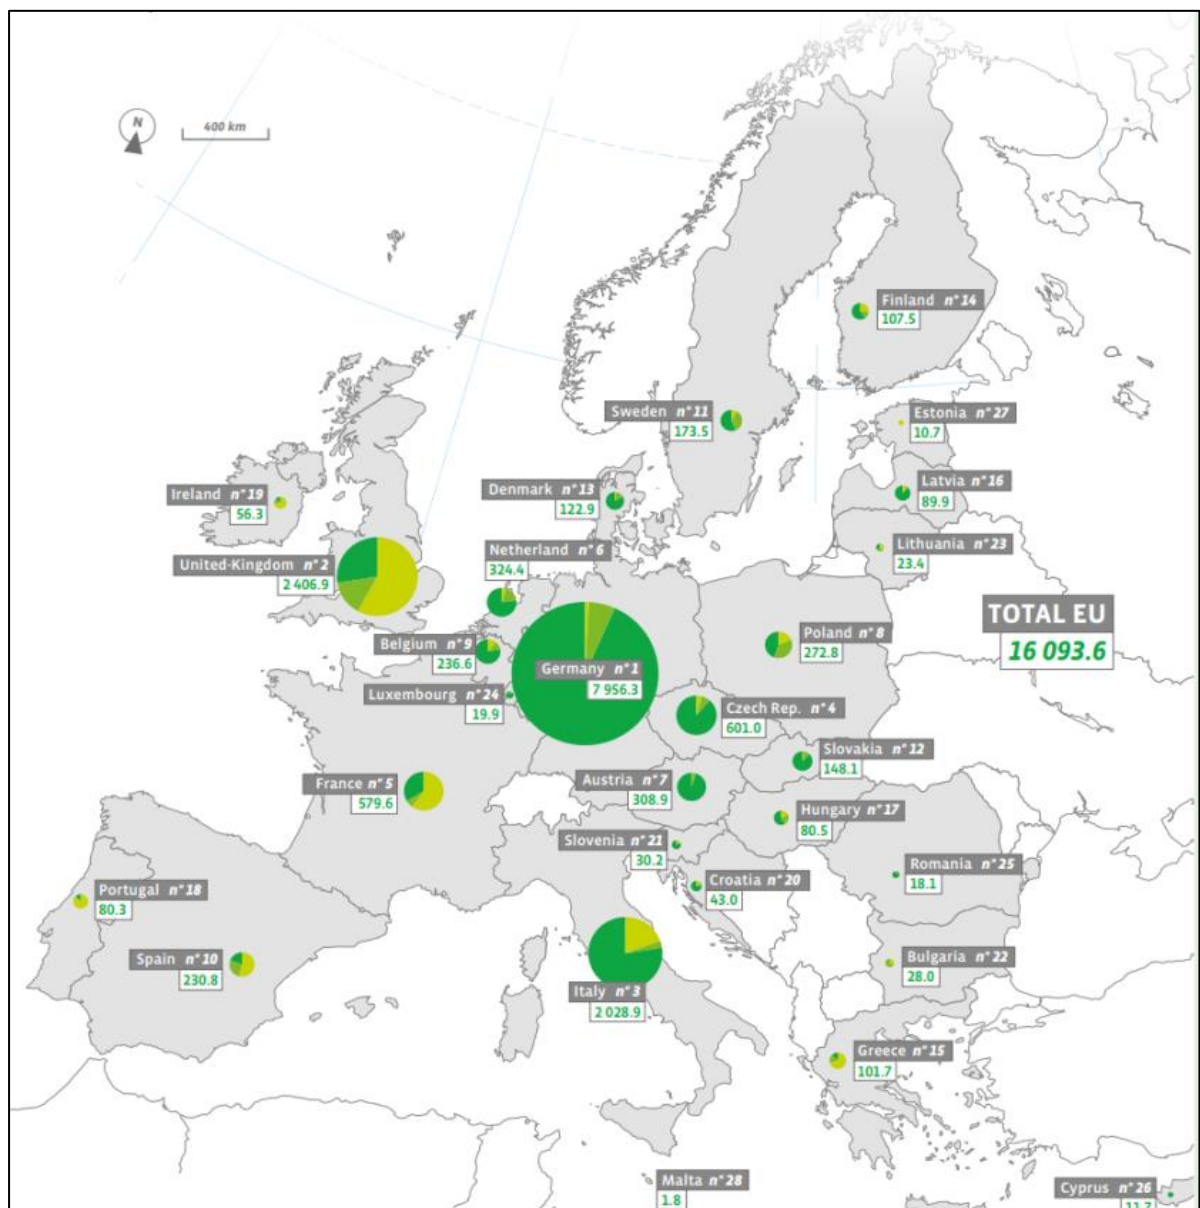 N
400 km
Finland n°14
107.5
Sweden n°11
173.5
Estonia n°27
10.7
Latvia n°16
89.9
Ireland n°19
56.3
Denmark n°13
122.9
Lithuania n°23
23.4
Netherland n°6
324.4
United-Kingdom n°2
2 406.9
TOTAL EU
16 093.6
Poland n°8
272.8
Belgium n°9
236.6
Germany n°1
7 956.3
Luxembourg n°24
19.9
Czech Rep. n°4
601.0
Slovakia n°12
148.1
France n°5
579.6
Austria n°7
308.9
Hungary n°17
80.5
Slovenia n°21
30.2
Romania n°25
18.1
Croatia n°20
43.0
Portugal n°18
80.3
Spain n°10
230.8
Bulgaria n°22
28.0
Italy n°3
2 028.9
Greece n°15
101.7
Malta n°28
1.8
Cyprus n°26
11.7